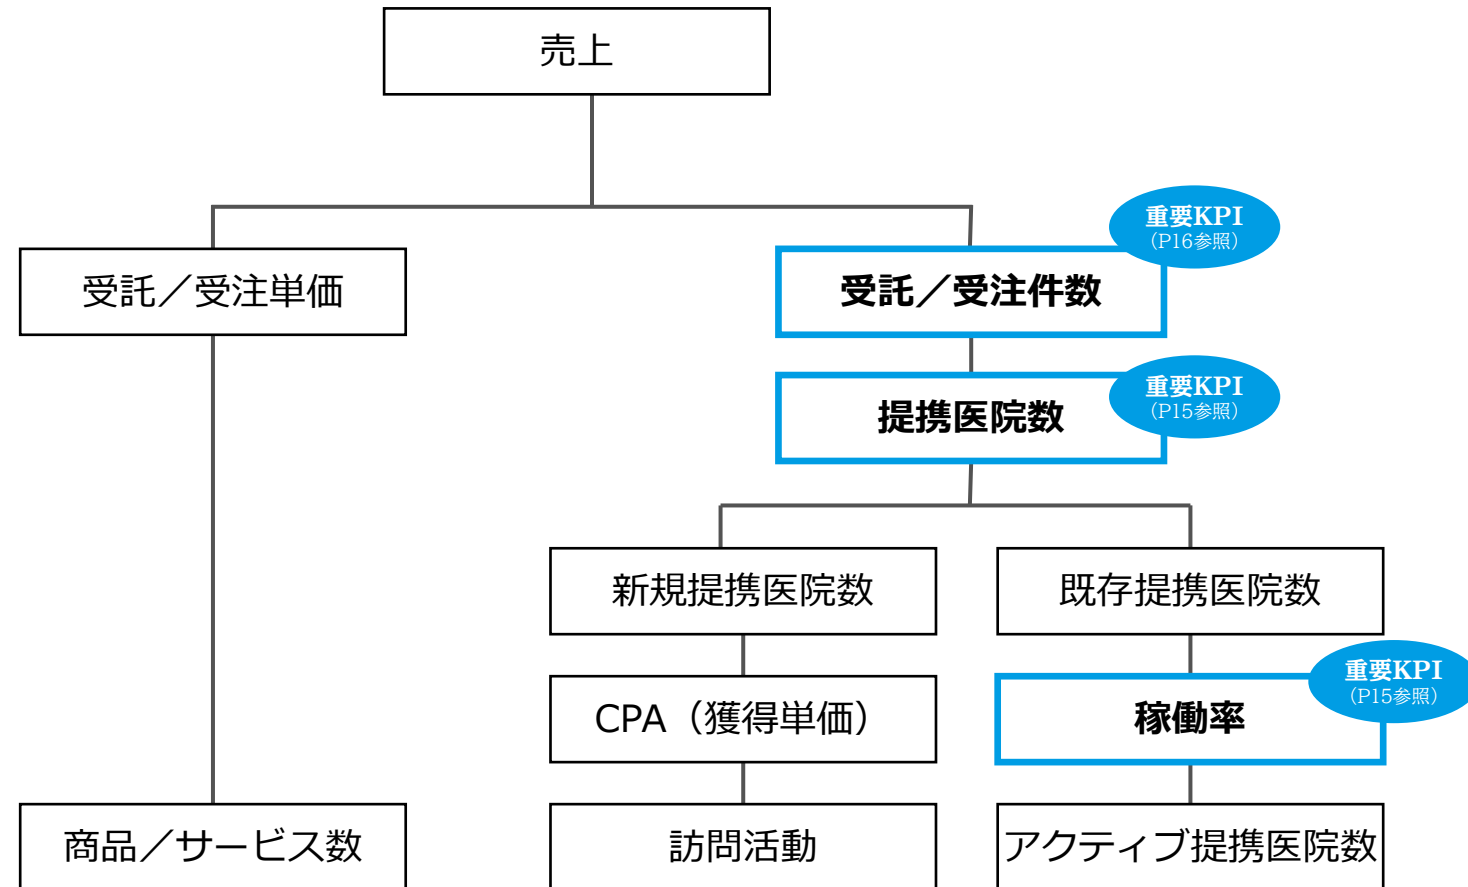 売上
重要KPI
（P16参照）
受託／受注単価
受託／受注件数
重要KPI
（P15参照）
提携医院数
新規提携医院数
既存提携医院数
重要KPI
（P15参照）
CPA（獲得単価）
稼働率
商品／サービス数
訪問活動
アクティブ提携医院数